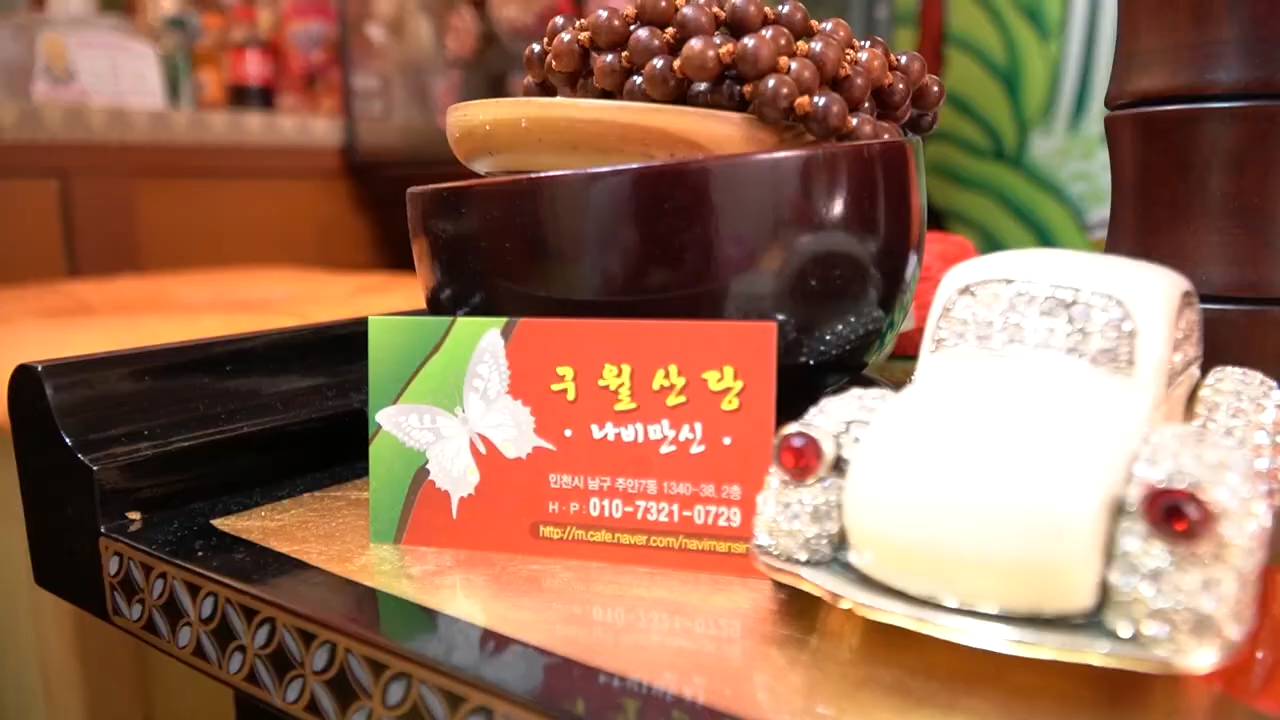 구월산당
· 나비만신 ·
인천시 남구 주안7동 1340-38. 2층
H·P: 010-7321-0729
http://m.cafe.naver.com/navimansin